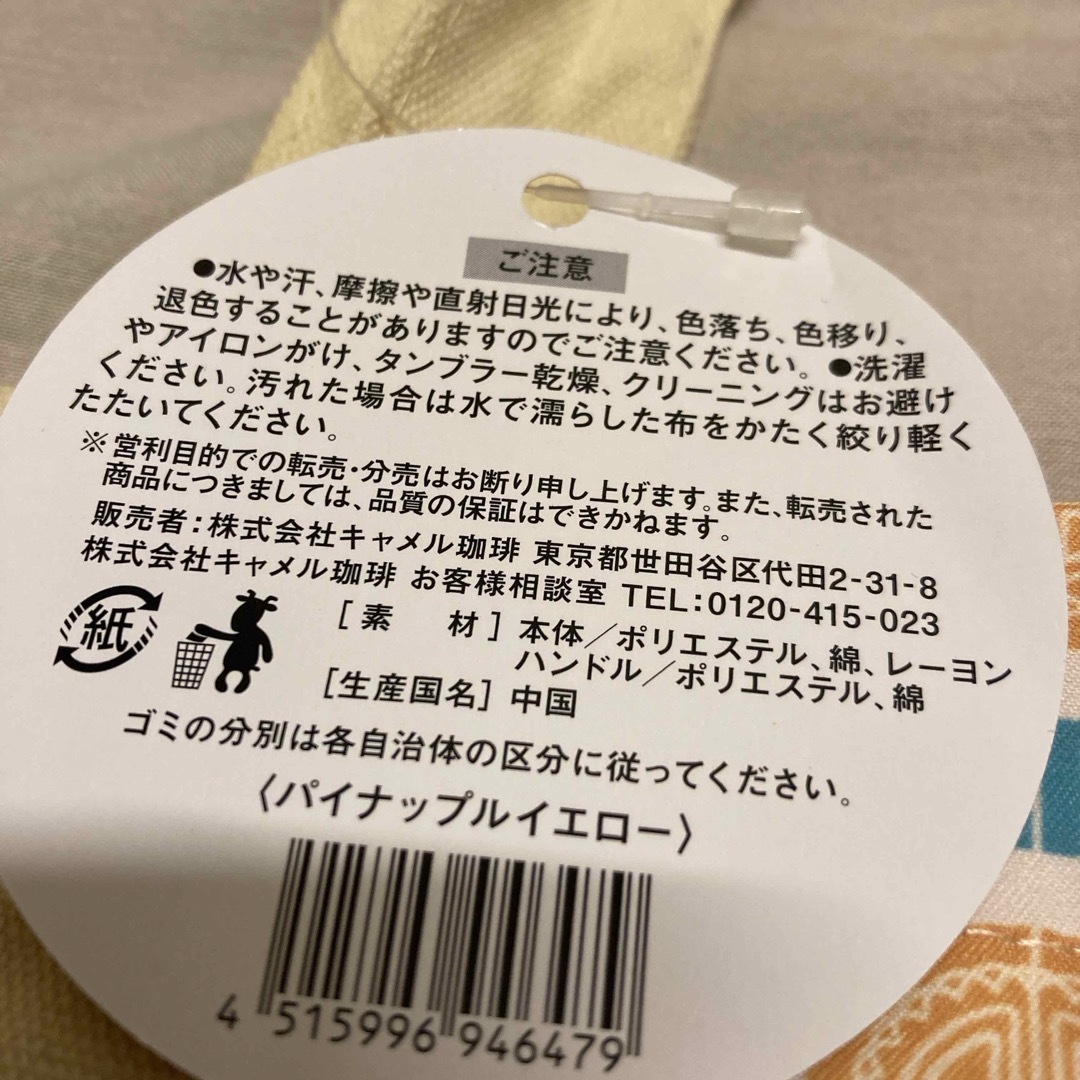 ご注意
●水や汗、摩擦や直射日光により、色落ち、色移り、
退色することがありますのでご注意ください。●洗濯
やアイロンがけ、タンブラー乾燥、クリーニングはお避け
ください。汚れた場合は水で濡らした布をかたく絞り軽く
たたいてください。
※営利目的での転売・分売はお断り申し上げます。また、転売された
商品につきましては、品質の保証はできかねます。
販売者：株式会社キャメル珈琲 東京都世田谷区代田2-31-8
株式会社キャメル珈琲 お客様相談室 TEL：0120-415-023
紙
［素　材］本体／ポリエステル、綿、レーヨン
ハンドル／ポリエステル、綿
［生産国名］中国
ゴミの分別は各自治体の区分に従ってください。
〈パイナップルイエロー〉
4 515996 946479